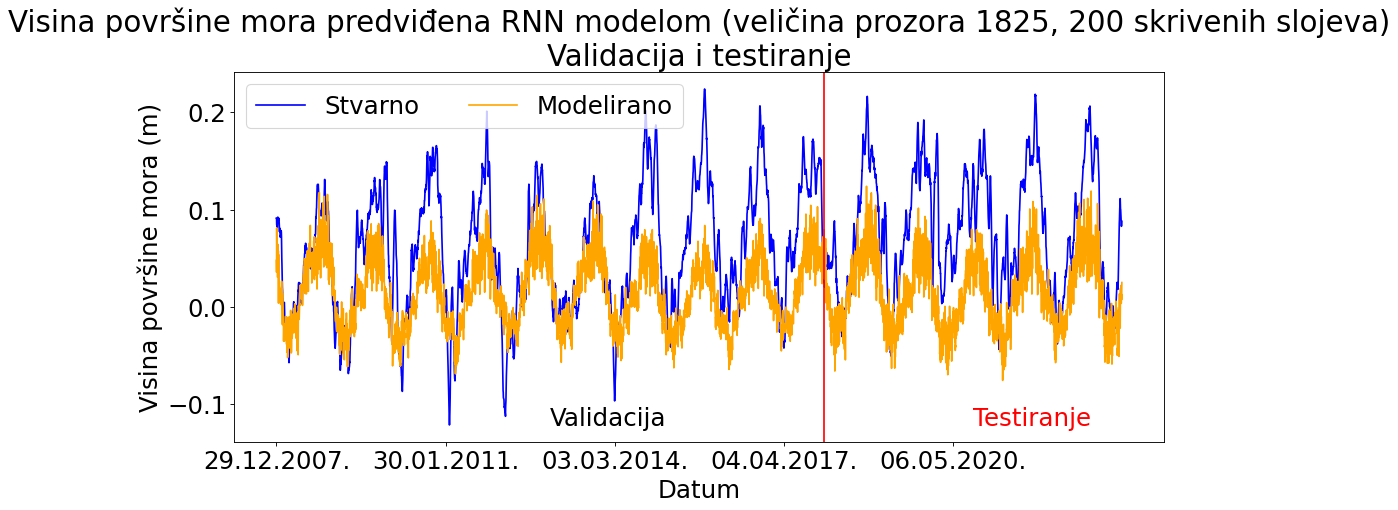 Visina površine mora predviđena RNN modelom (veličina prozora 1825, 200 skrivenih slojeva)
Validacija i testiranje
Stvarno
Modelirano
Visina površine mora (m)
0.2
0.1
0.0
−0.1
Validacija
Testiranje
29.12.2007.
30.01.2011.
03.03.2014.
04.04.2017.
06.05.2020.
Datum